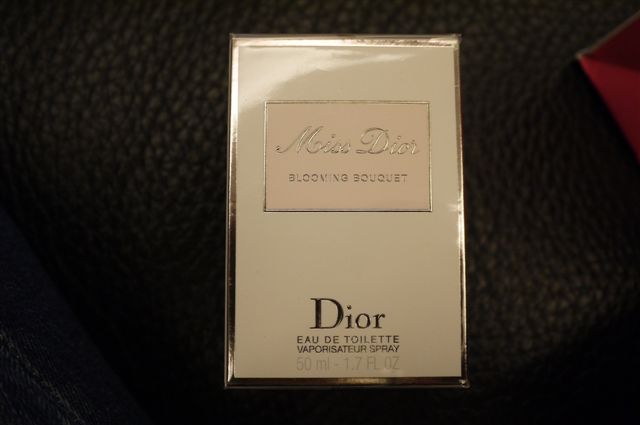 Miss Dior
BLOOMING BOUQUET
Dior
EAU DE TOILETTE
VAPORISATEUR SPRAY
50 ml - 1.7 FL OZ